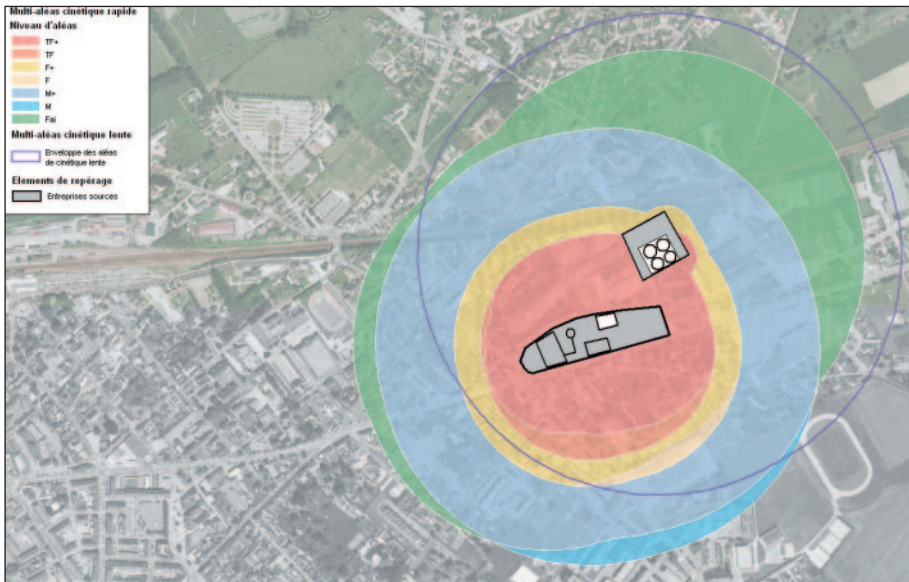 Multi-aléas cinétique rapide
Niveau d'aléas
TF+
TF
F+
F
M+
M
Fai
Multi-aléas cinétique lente
Enveloppe des aléas
de cinétique lente
Elements de repérage
Entreprises sources